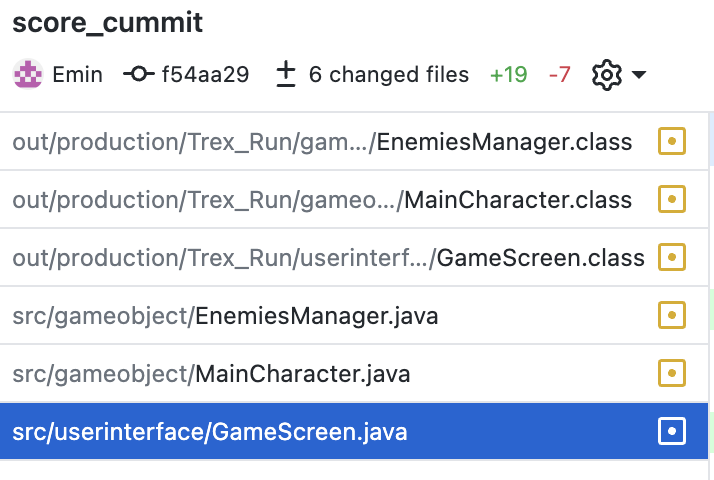 score_cummit
Emin f54aa29 6 changed files +19 -7
out/production/Trex_Run/gam.../EnemiesManager.class
out/production/Trex_Run/gameo.../MainCharacter.class
out/production/Trex_Run/userinterf.../GameScreen.class
src/gameobject/EnemiesManager.java
src/gameobject/MainCharacter.java
src/userinterface/GameScreen.java